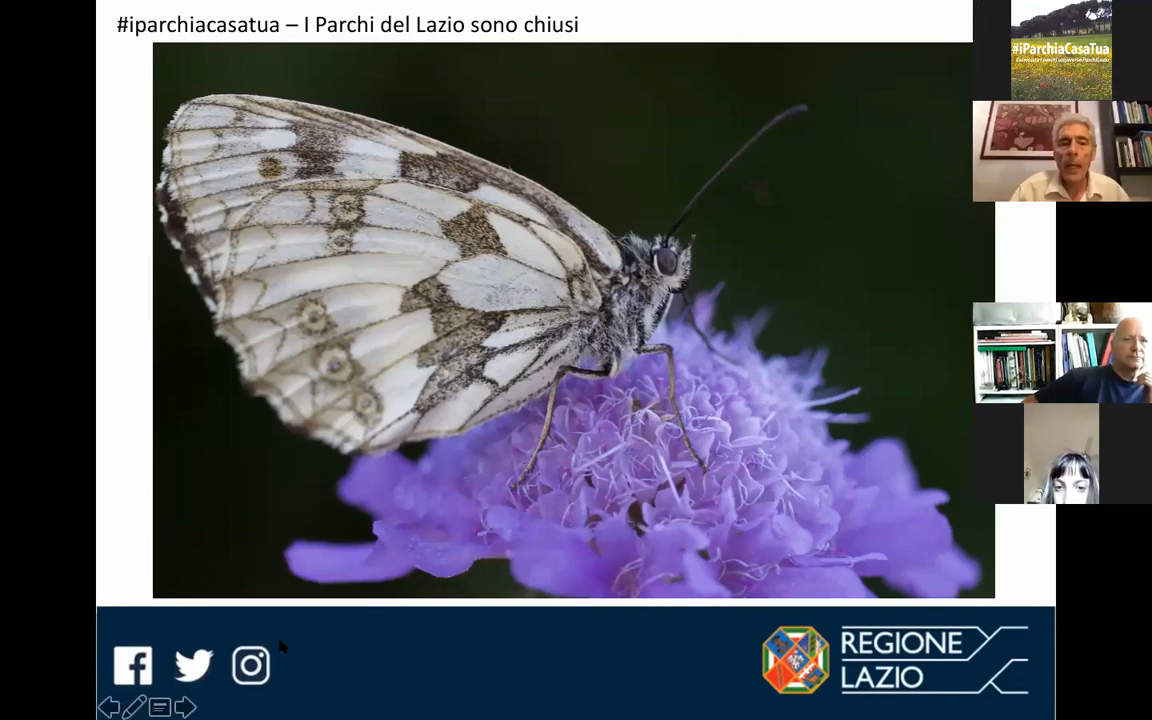 #iparchiacasatua – I Parchi del Lazio sono chiusi
#iParchiaCasaTua
REGIONE
LAZIO